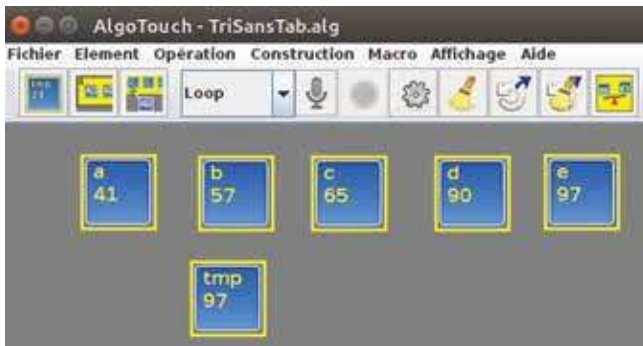 AlgoTouch - TriSansTab.alg
Fichier Element Opération Construction Macro Affichage Aide
Loop
a b c d e
41 57 65 90 97
tmp
97